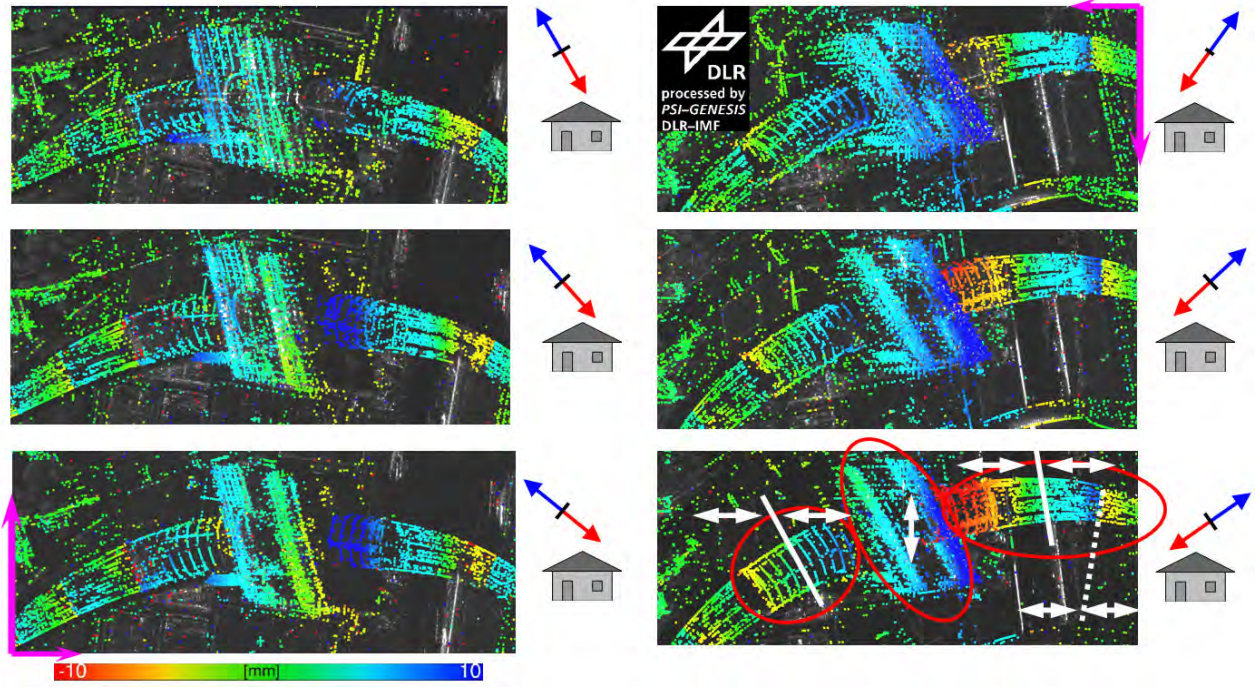 DLR
processed by
PSI–GENESIS
DLR–IMF
-10 [mm] 10